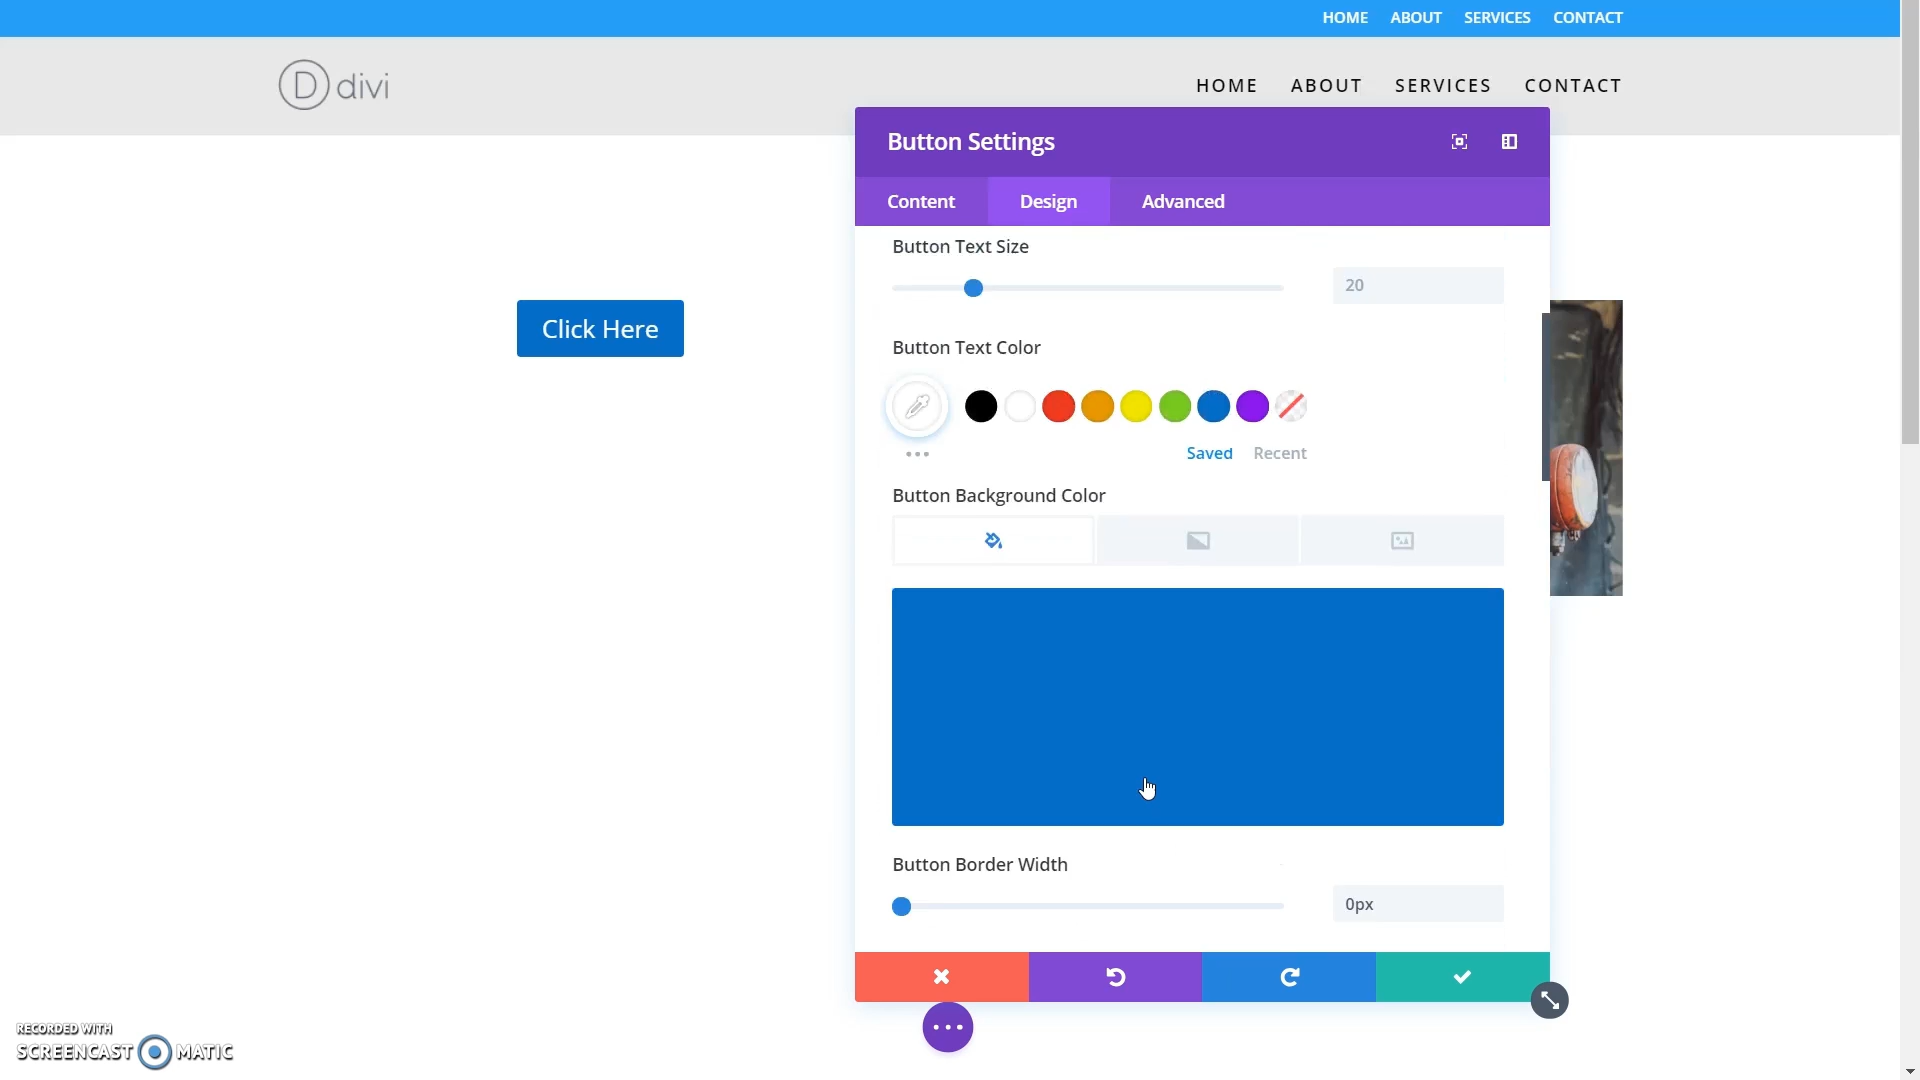 HOME ABOUT SERVICES CONTACT
D divi
HOME ABOUT SERVICES CONTACT
Button Settings
Content Design Advanced
Button Text Size
20
Click Here
Button Text Color
Saved Recent
Button Background Color
Button Border Width
0px
RECORDED WITH
SCREENCAST MATIC